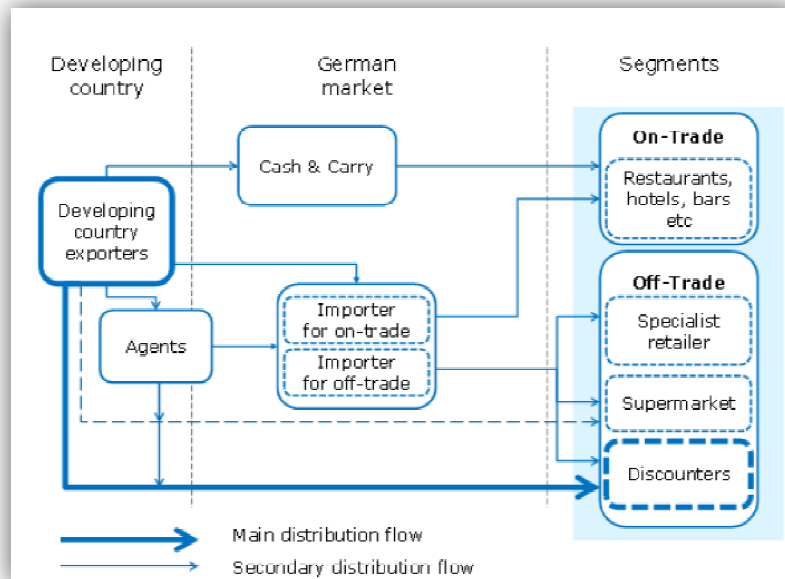 Developing
country
German
market
Segments
On-Trade
Cash & Carry
Restaurants,
hotels, bars
etc
Developing
country
exporters
Off-Trade
Importer
for on-trade
Specialist
retailer
Agents
Importer
for off-trade
Supermarket
Discounters
Main distribution flow
Secondary distribution flow